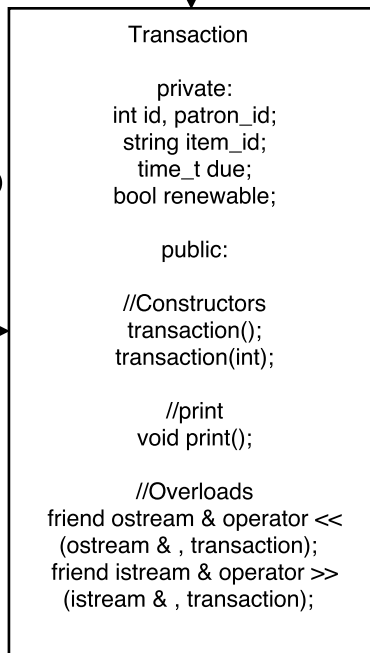 Transaction
private:
int id, patron_id;
string item_id;
time_t due;
bool renewable;
public:
//Constructors
transaction();
transaction(int);
//print
void print();
//Overloads
friend ostream & operator <<
(ostream & , transaction);
friend istream & operator >>
(istream & , transaction);